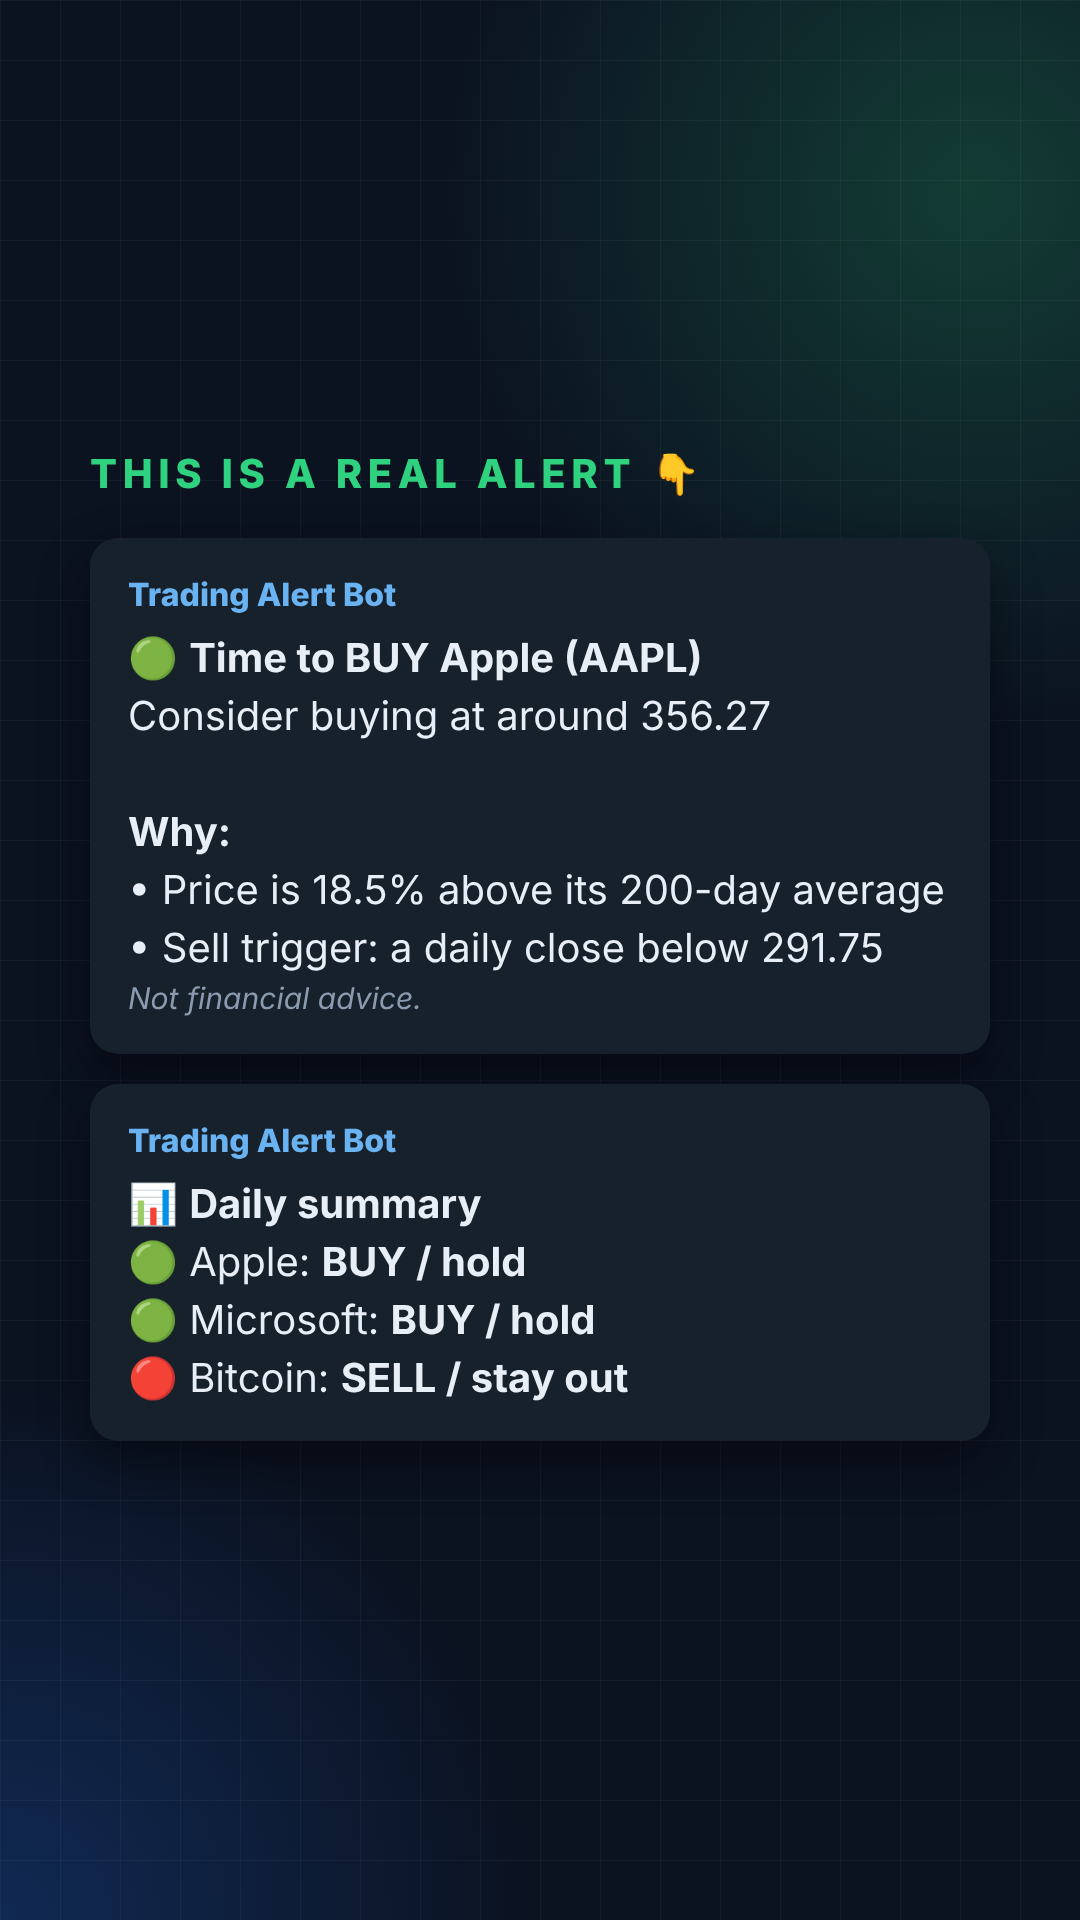 THIS IS A REAL ALERT 👇
Trading Alert Bot
🟢 Time to BUY Apple (AAPL)
Consider buying at around 356.27
Why:
• Price is 18.5% above its 200-day average
• Sell trigger: a daily close below 291.75
Not financial advice.
Trading Alert Bot
📊 Daily summary
🟢 Apple: BUY / hold
🟢 Microsoft: BUY / hold
🔴 Bitcoin: SELL / stay out